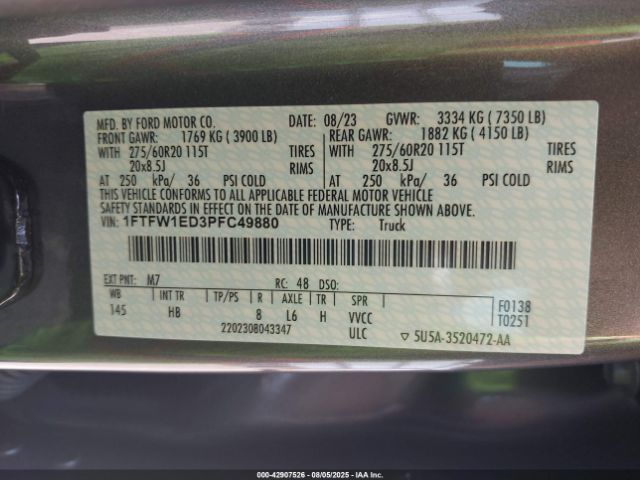 MFD. BY FORD MOTOR CO. DATE: 08/23 GVWR: 3334 KG ( 7350 LB)
FRONT GAWR: 1769 KG ( 3900 LB) REAR GAWR: 1882 KG ( 4150 LB)
WITH 275/60R20 115T TIRES WITH 275/60R20 115T TIRES
20x8.5J RIMS 20x8.5J RIMS
AT 250 kPa/ 36 PSI COLD AT 250 kPa/ 36 PSI COLD
THIS VEHICLE CONFORMS TO ALL APPLICABLE FEDERAL MOTOR VEHICLE
SAFETY STANDARDS IN EFFECT ON THE DATE OF MANUFACTURE SHOWN ABOVE.
VIN: 1FTFW1ED3PFC49880 TYPE: Truck
EXT PNT: M7 RC: 48 DSO:
WB INT TR TP/PS R AXLE TR SPR F0138
145 HB 8 L6 H VVCC T0251
2202308043347 ULC 5U5A-3520472-AA
000-42907526 - 08/05/2025 - IAAI.COM